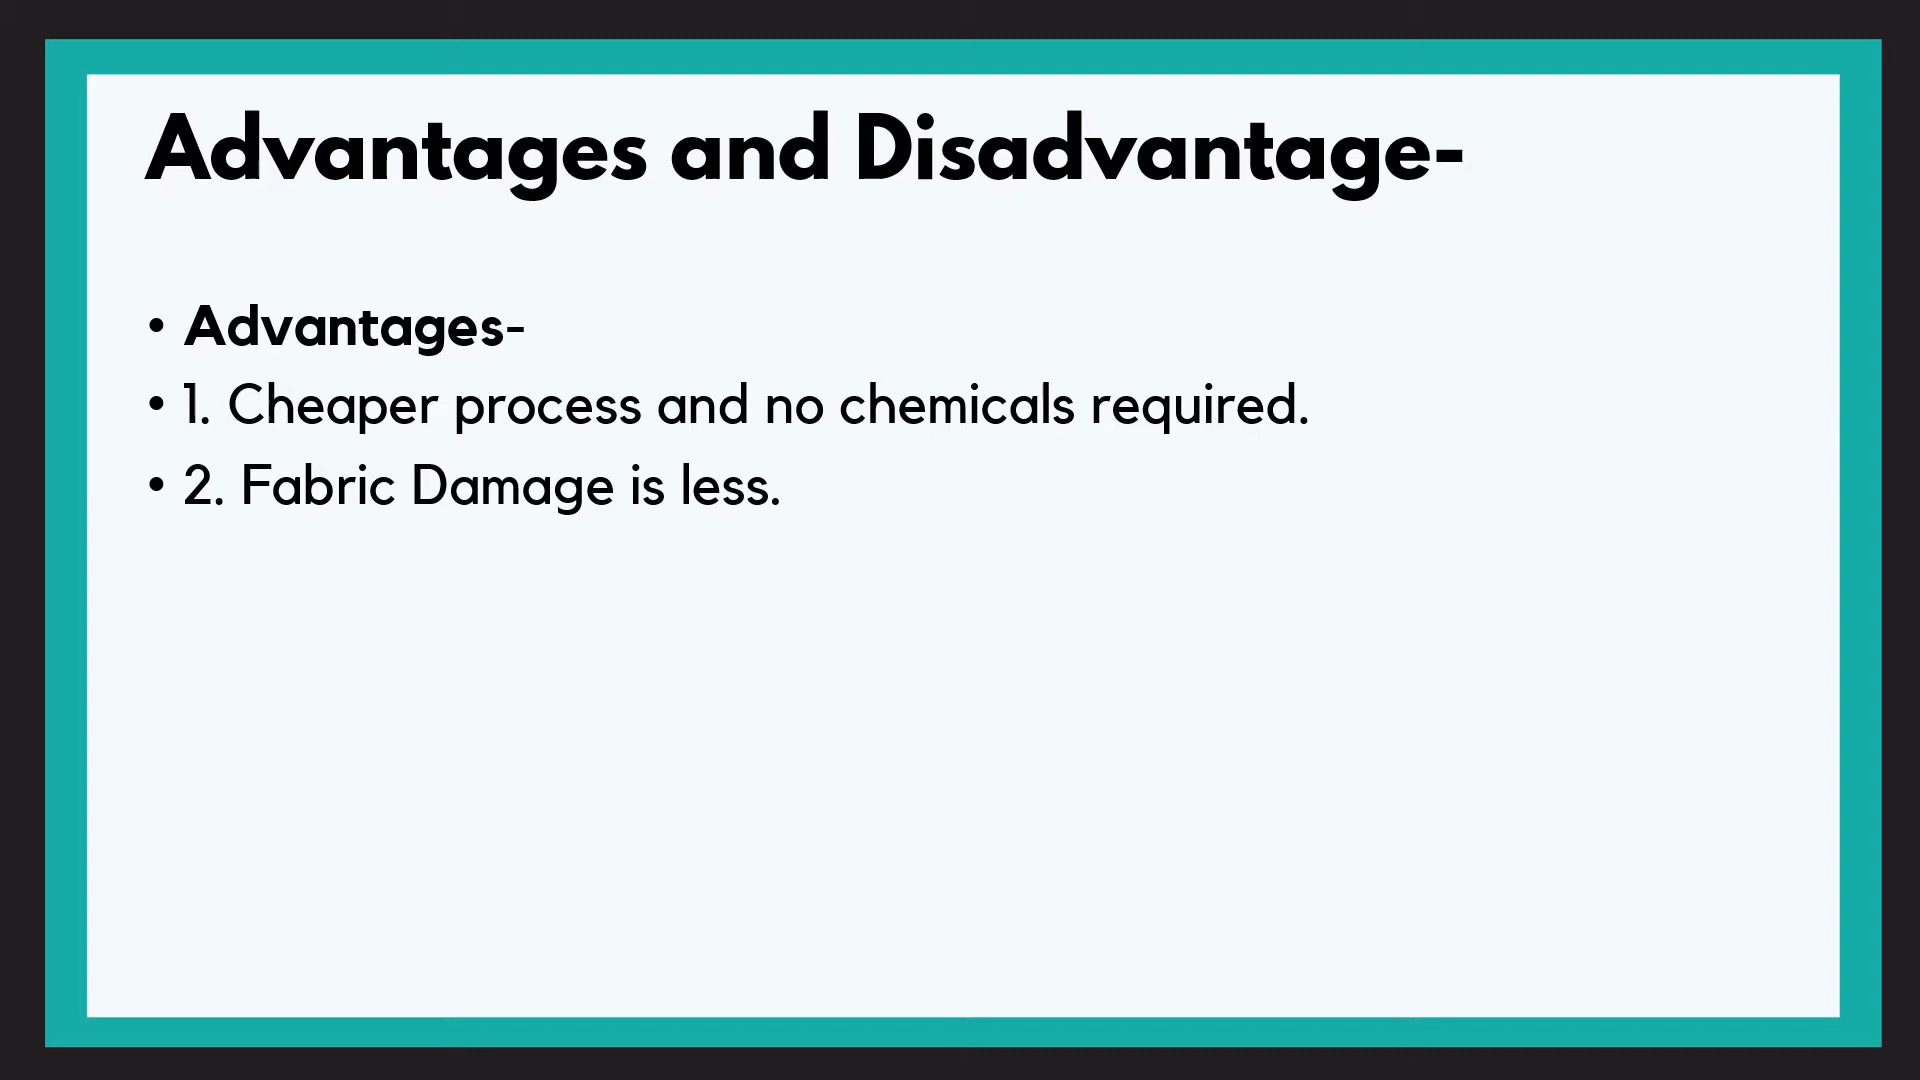 Advantages and Disadvantage-
• Advantages-
• 1. Cheaper process and no chemicals required.
• 2. Fabric Damage is less.